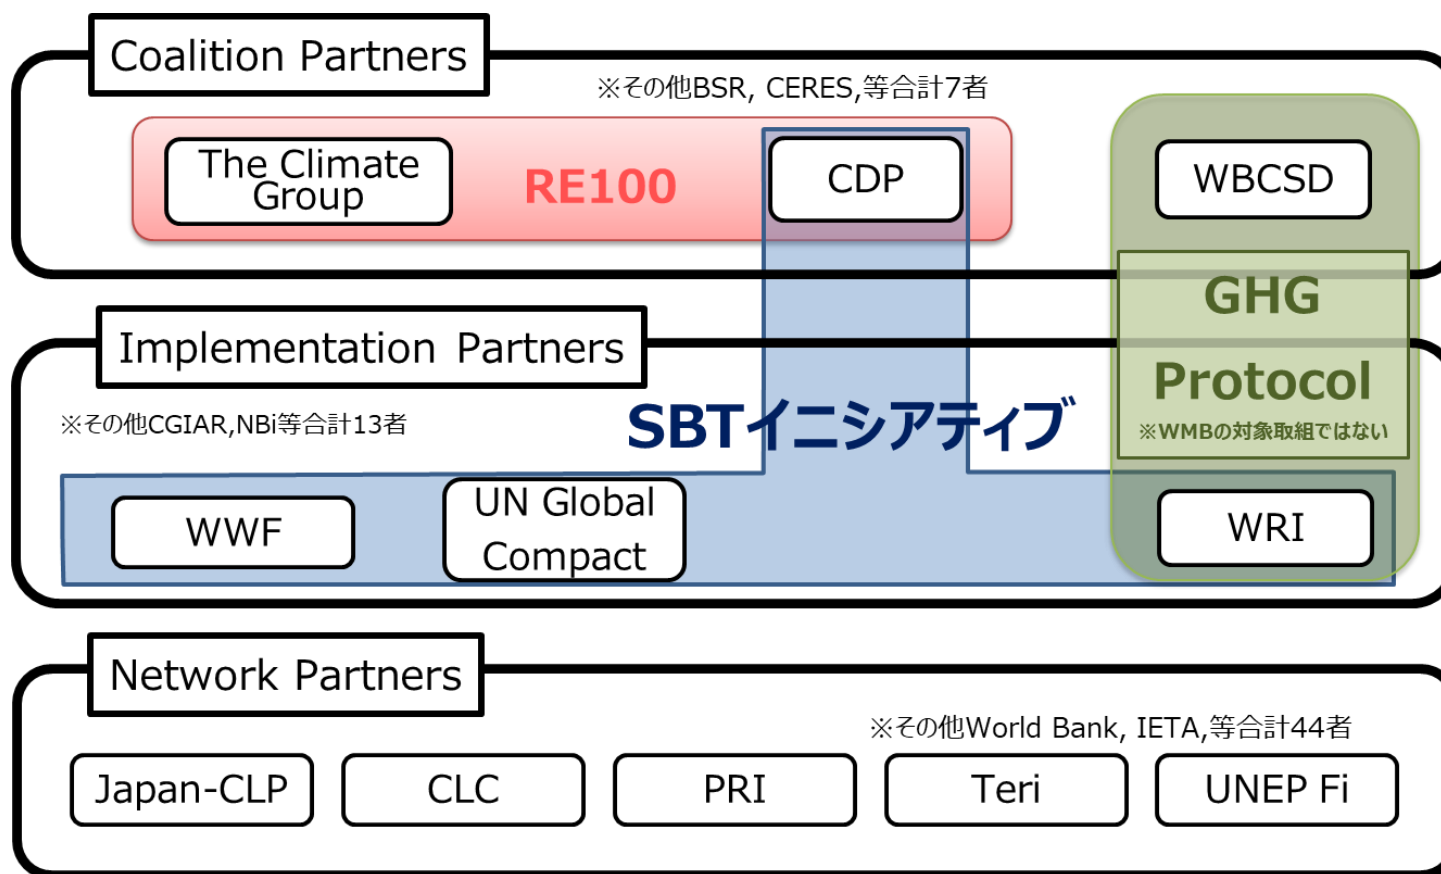 Coalition Partners
※その他BSR, CERES,等合計7者
The Climate
Group
RE100
CDP
WBCSD
GHG
Protocol
※WMBの対象取組ではない
Implementation Partners
※その他CGIAR,NBi等合計13者
SBTイニシアティブ
WWF
UN Global
Compact
WRI
Network Partners
※その他World Bank, IETA,等合計44者
Japan-CLP
CLC
PRI
Teri
UNEP Fi